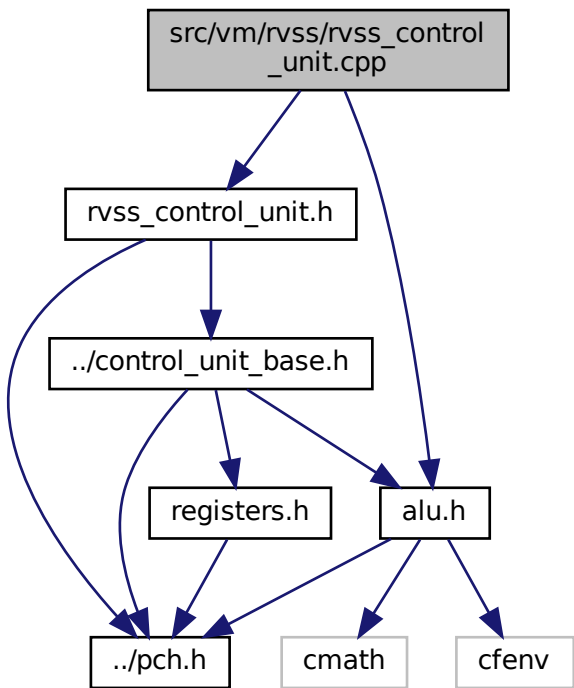 src/vm/rvss/rvss_control
_unit.cpp
rvss_control_unit.h
../control_unit_base.h
registers.h
alu.h
../pch.h
cmath
cfenv